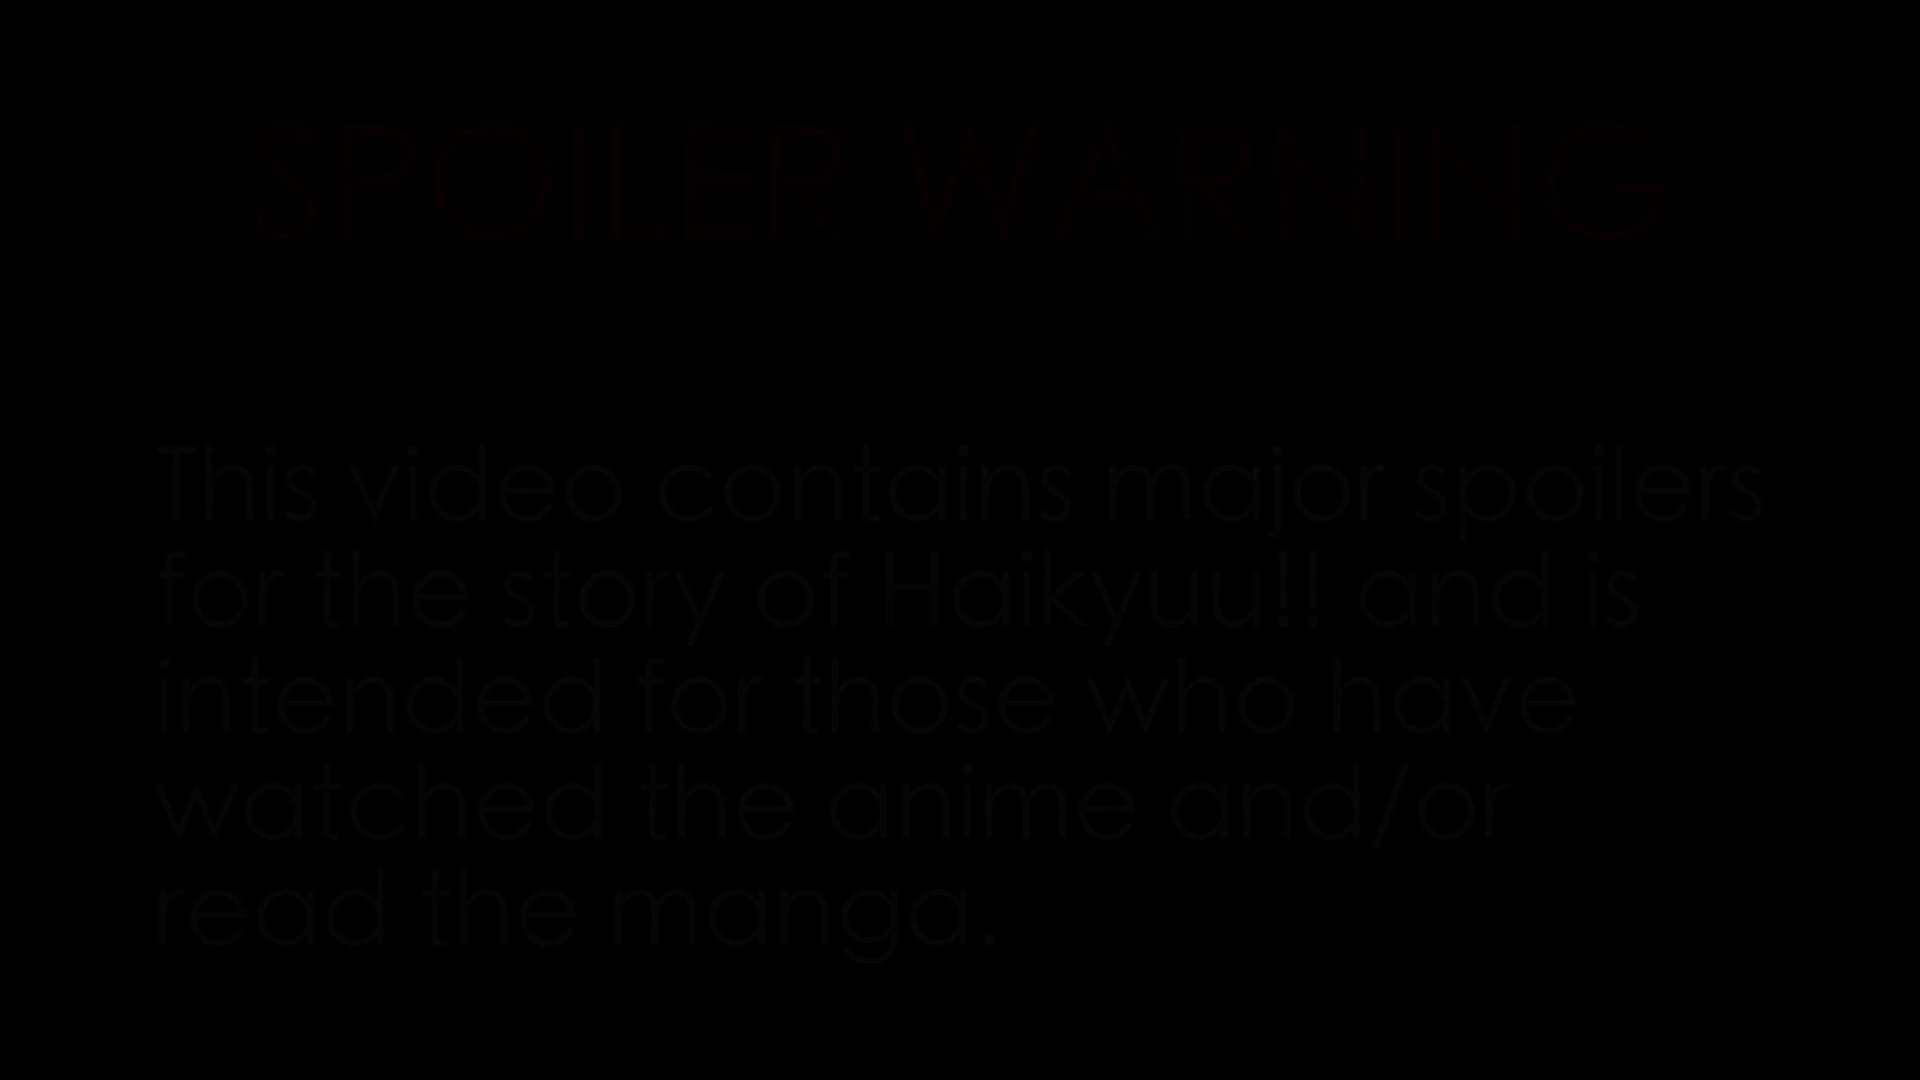 SPOILER WARNING
This video contains major spoilers
for the story of Haikyuu!! and is
intended for those who have
watched the anime and/or
read the manga.